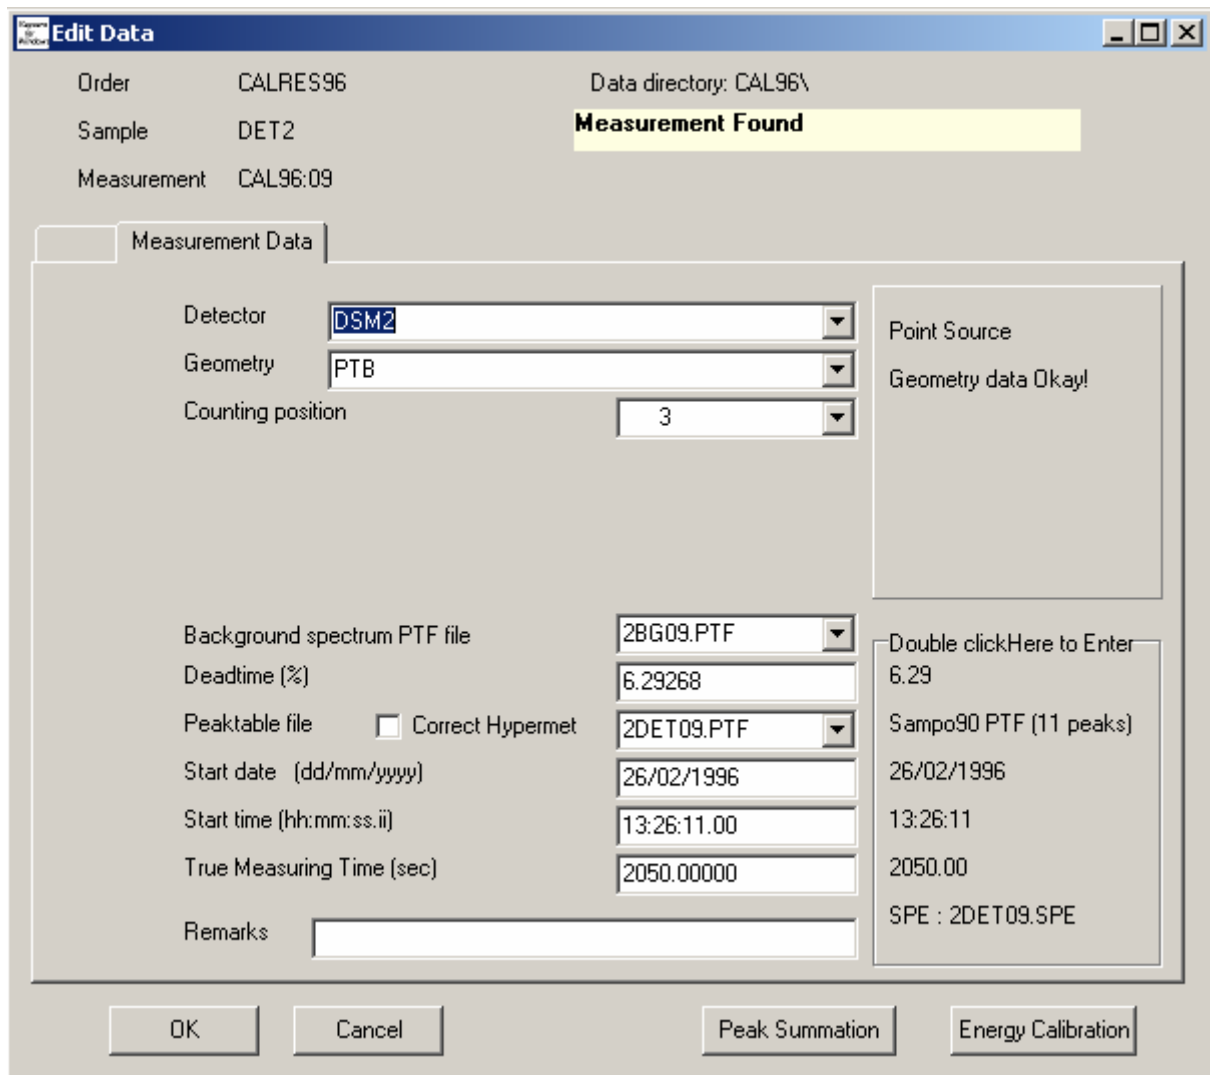 Edit Data
Order CALRES96 Data directory: CAL96\
Sample DET2 Measurement Found
Measurement CAL96:09
Measurement Data
Detector DSM2
Geometry PTB
Counting position 3
Point Source
Geometry data Okay!
Background spectrum PTF file 2BG09.PTF
Deadtime (%) 6.29268
Peaktable file Correct Hypermet 2DET09.PTF
Start date (dd/mm/yyyy) 26/02/1996
Start time (hh:mm:ss.ii) 13:26:11.00
True Measuring Time (sec) 2050.00000
Remarks
Double clickHere to Enter
6.29
Sampo90 PTF (11 peaks)
26/02/1996
13:26:11
2050.00
SPE : 2DET09.SPE
OK Cancel Peak Summation Energy Calibration